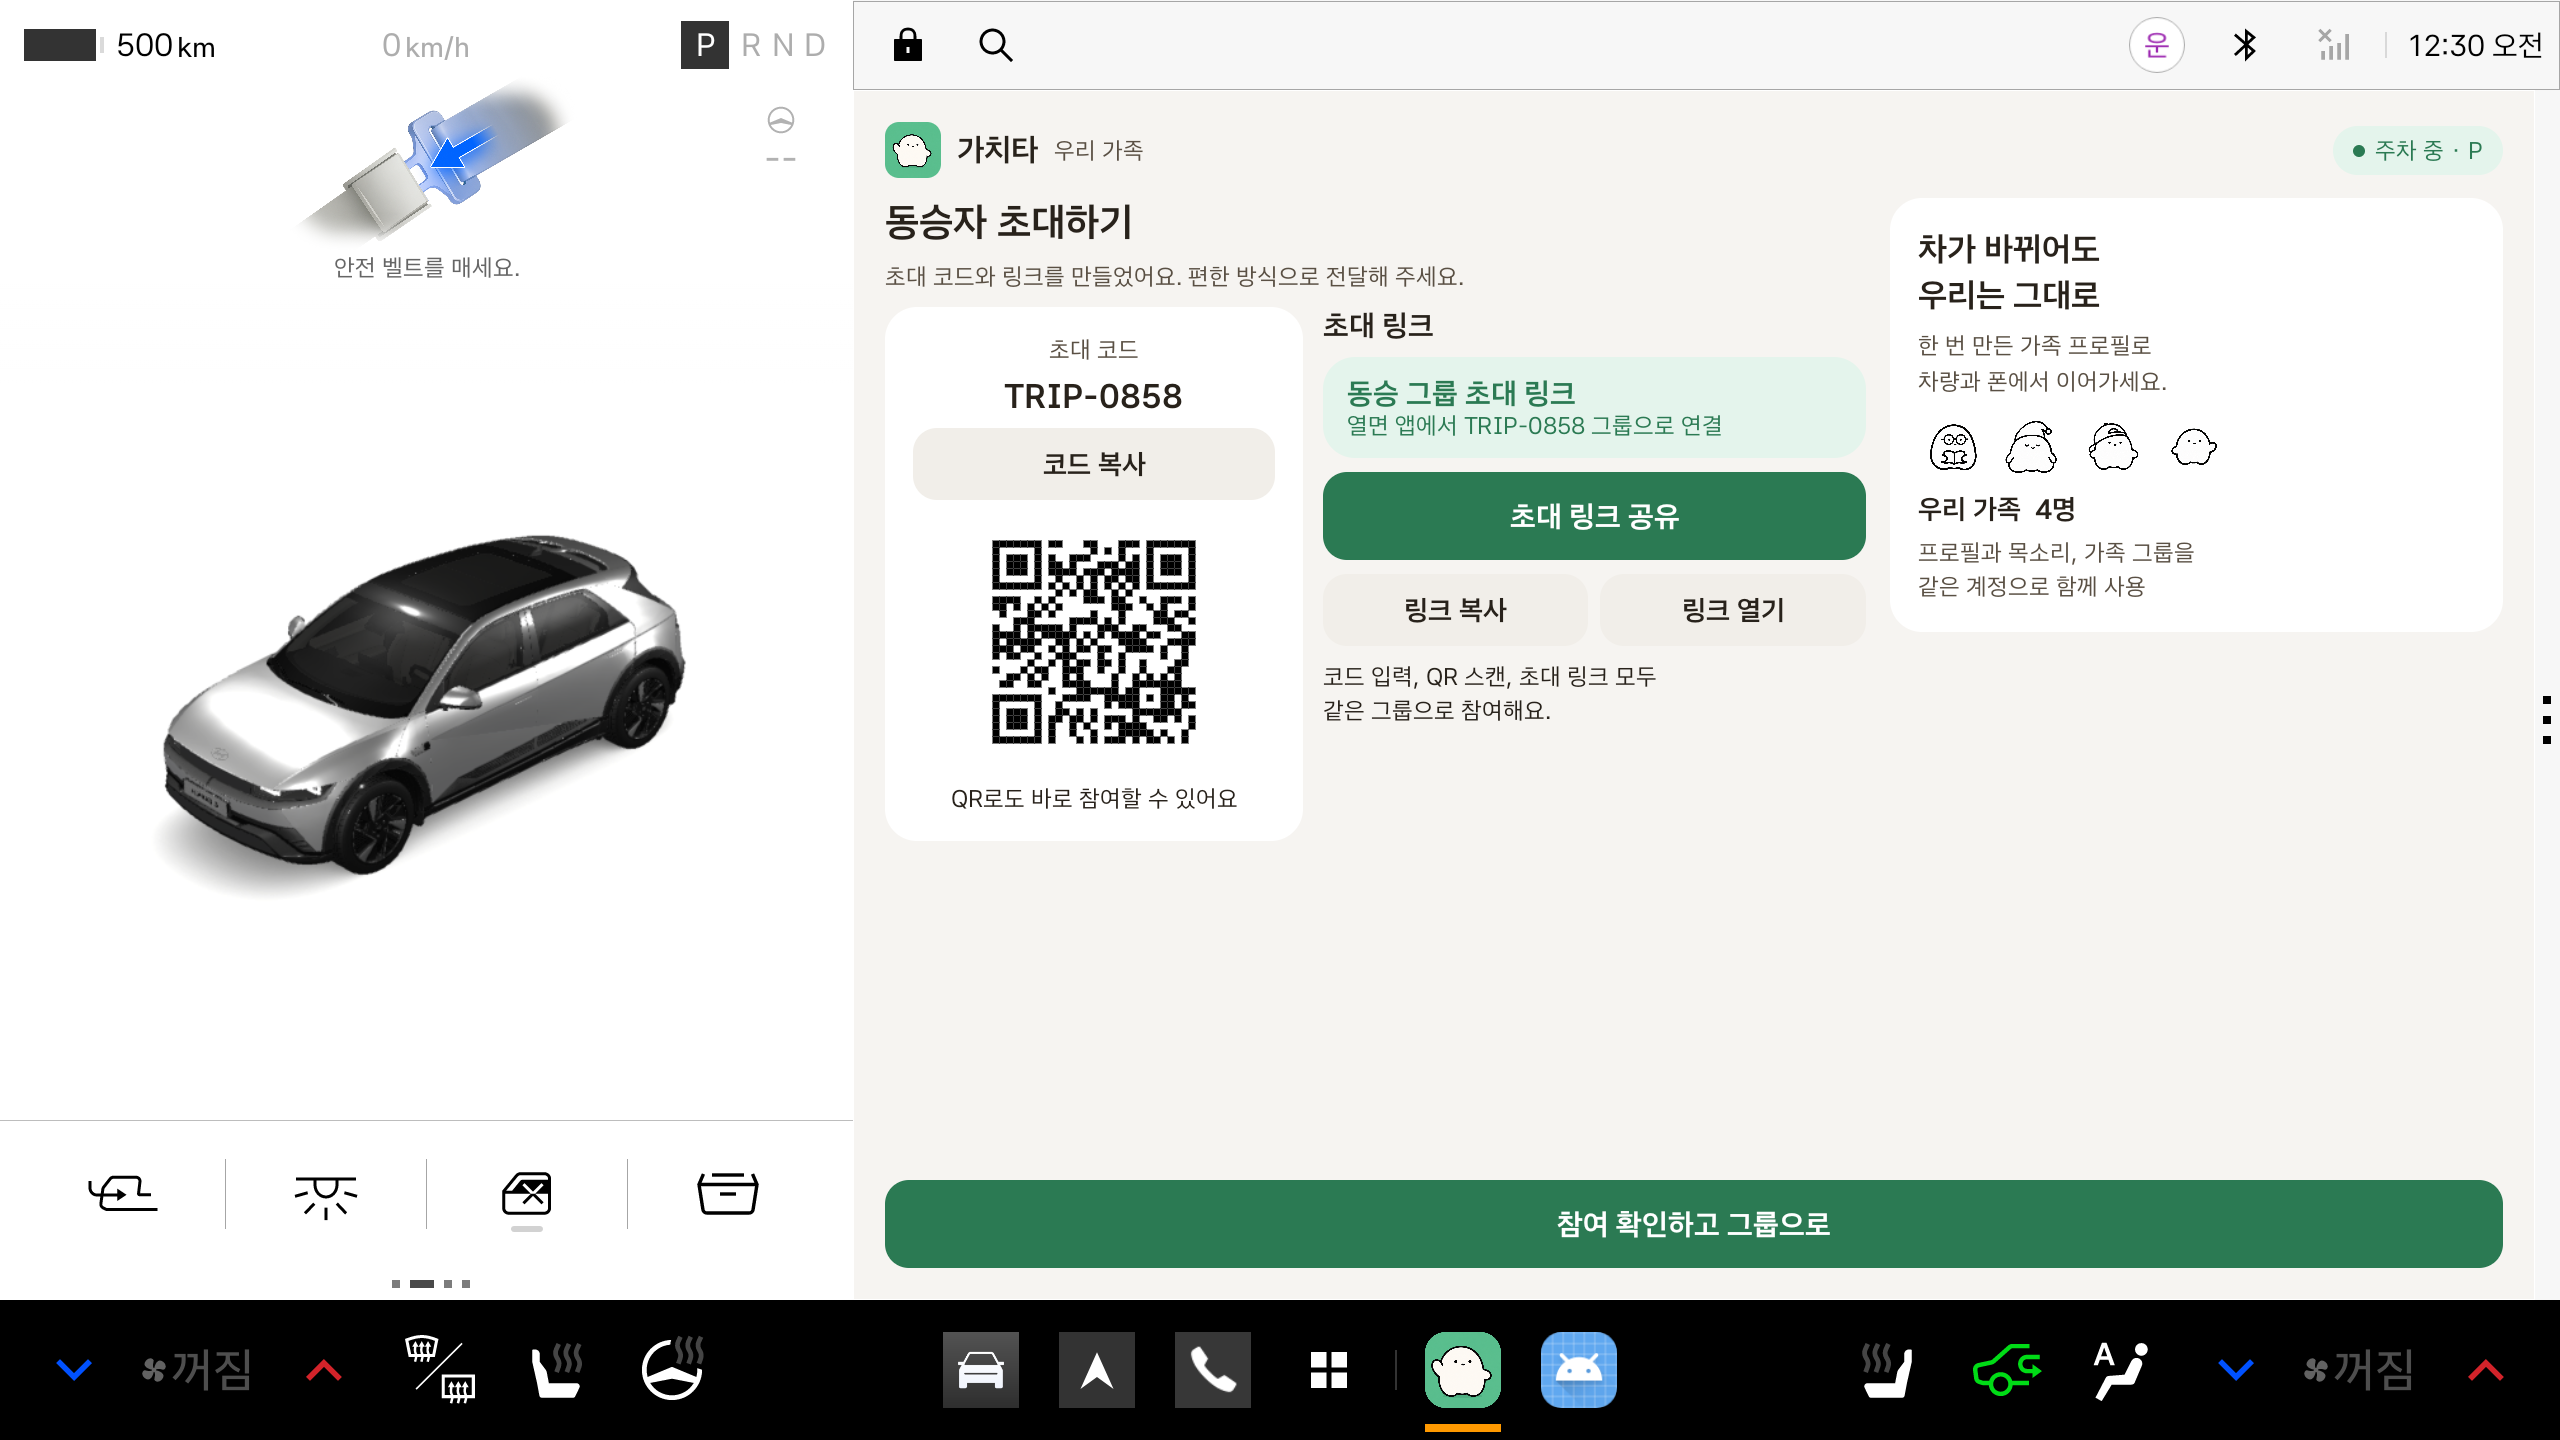 500 km
0 km/h
P R N D
운
12:30 오전
안전 벨트를 매세요.
가치타 우리 가족
주차 중 · P
동승자 초대하기
초대 코드와 링크를 만들었어요. 편한 방식으로 전달해 주세요.
초대 코드
TRIP-0858
코드 복사
QR로도 바로 참여할 수 있어요
초대 링크
동승 그룹 초대 링크
열면 앱에서 TRIP-0858 그룹으로 연결
초대 링크 공유
링크 복사
링크 열기
코드 입력, QR 스캔, 초대 링크 모두
같은 그룹으로 참여해요.
차가 바뀌어도
우리는 그대로
한 번 만든 가족 프로필로
차량과 폰에서 이어가세요.
우리 가족 4명
프로필과 목소리, 가족 그룹을
같은 계정으로 함께 사용
참여 확인하고 그룹으로
꺼짐
A
꺼짐